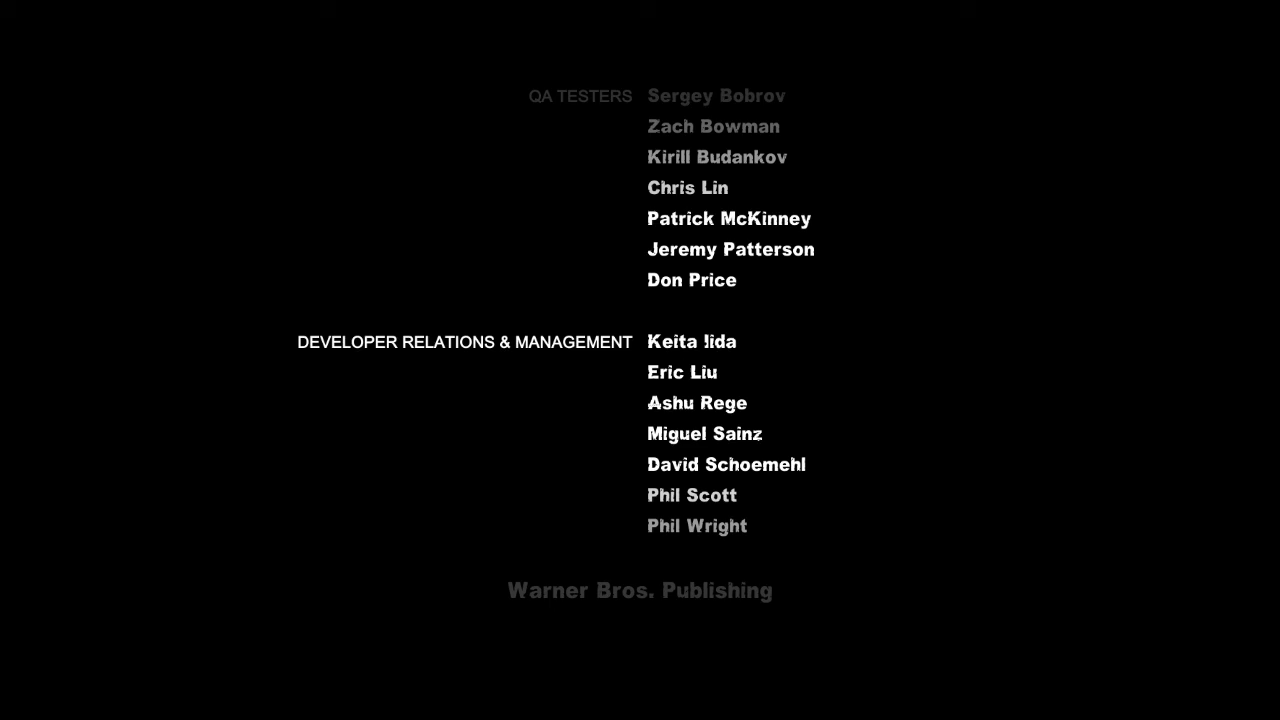 QA TESTERS Sergey Bobrov
Zach Bowman
Kirill Budankov
Chris Lin
Patrick McKinney
Jeremy Patterson
Don Price
DEVELOPER RELATIONS & MANAGEMENT Keita Iida
Eric Liu
Ashu Rege
Miguel Sainz
David Schoemehl
Phil Scott
Phil Wright
Warner Bros. Publishing